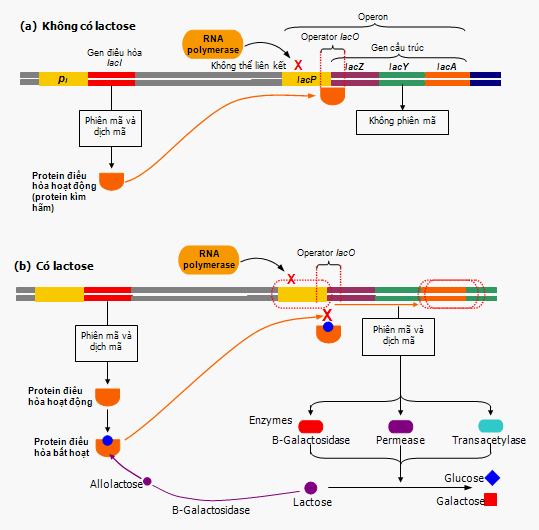 (a) Không có lactose
Operon
RNA
polymerase
Operator lacO
Gen điều hòa
lacI
Không thể liên kết
X
Gen cấu trúc
pI
lacP
lacZ
lacY
lacA
Phiên mã và
dịch mã
Không phiên mã
Protein điều
hòa hoạt động
(protein kìm
hãm)
(b) Có lactose
RNA
polymerase
Operator lacO
X
X
Phiên mã và
dịch mã
Phiên mã và
dịch mã
Protein điều
hòa hoạt động
Protein điều
hòa bất hoạt
Enzymes
B-Galactosidase
Permease
Transacetylase
Allolactose
B-Galactosidase
Lactose
Glucose
Galactose